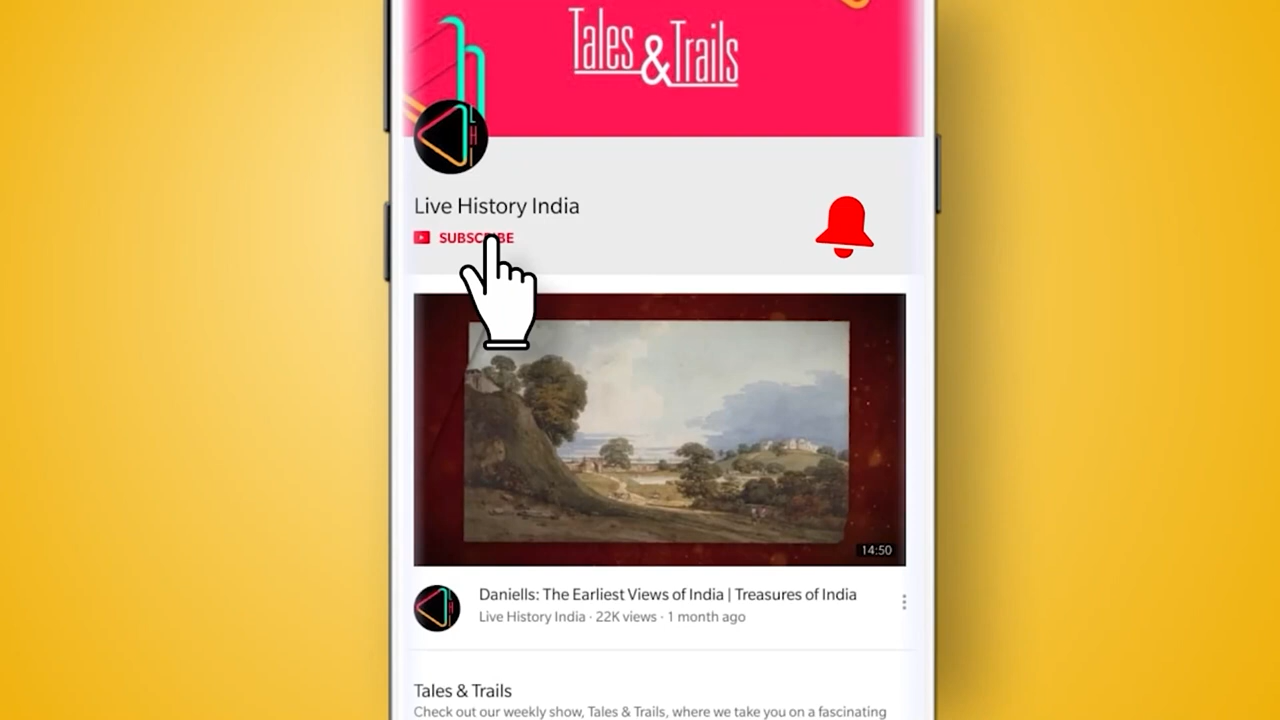 Tales & Trails
L
H
I
Live History India
SUBSCRIBE
14:50
Daniells: The Earliest Views of India | Treasures of India
Live History India · 22K views · 1 month ago
Tales & Trails
Check out our weekly show, Tales & Trails, where we take you on a fascinating